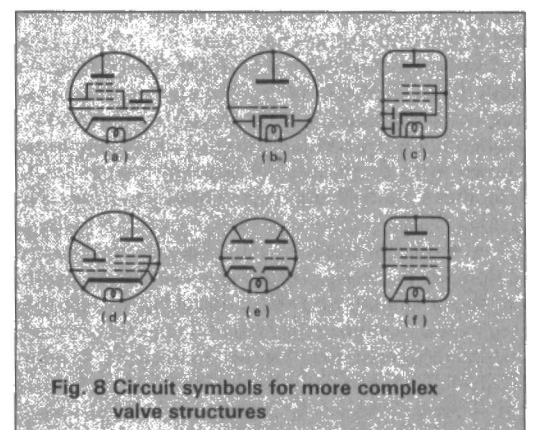 (a) (b) (c)
(d) (e) (f)
Fig. 8 Circuit symbols for more complex
valve structures